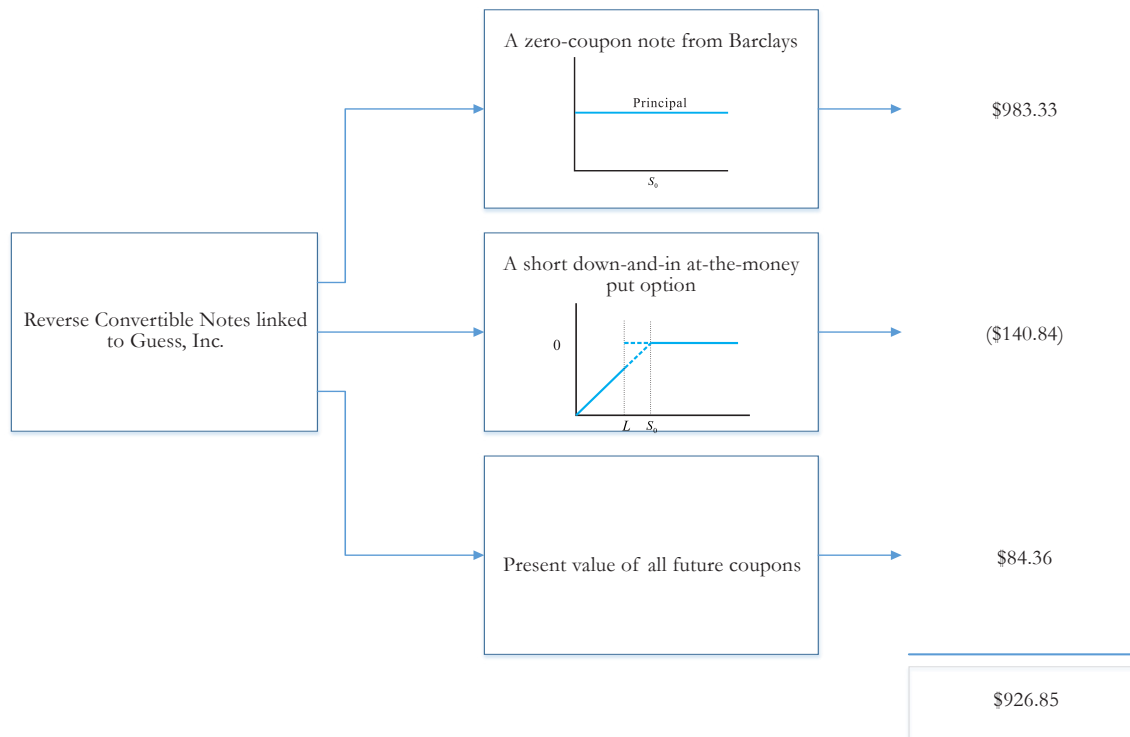 A zero-coupon note from Barclays
Principal
S₀
$983.33
Reverse Convertible Notes linked
to Guess, Inc.
A short down-and-in at-the-money
put option
0
L S₀
($140.84)
Present value of all future coupons
$84.36
$926.85